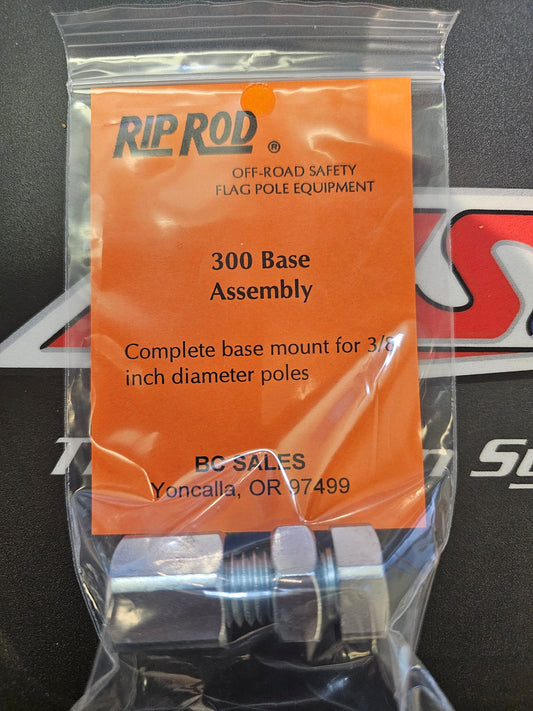 RIP ROD ®
OFF-ROAD SAFETY
FLAG POLE EQUIPMENT
300 Base
Assembly
Complete base mount for 3/8
inch diameter poles
BC SALES
Yoncalla, OR 97499